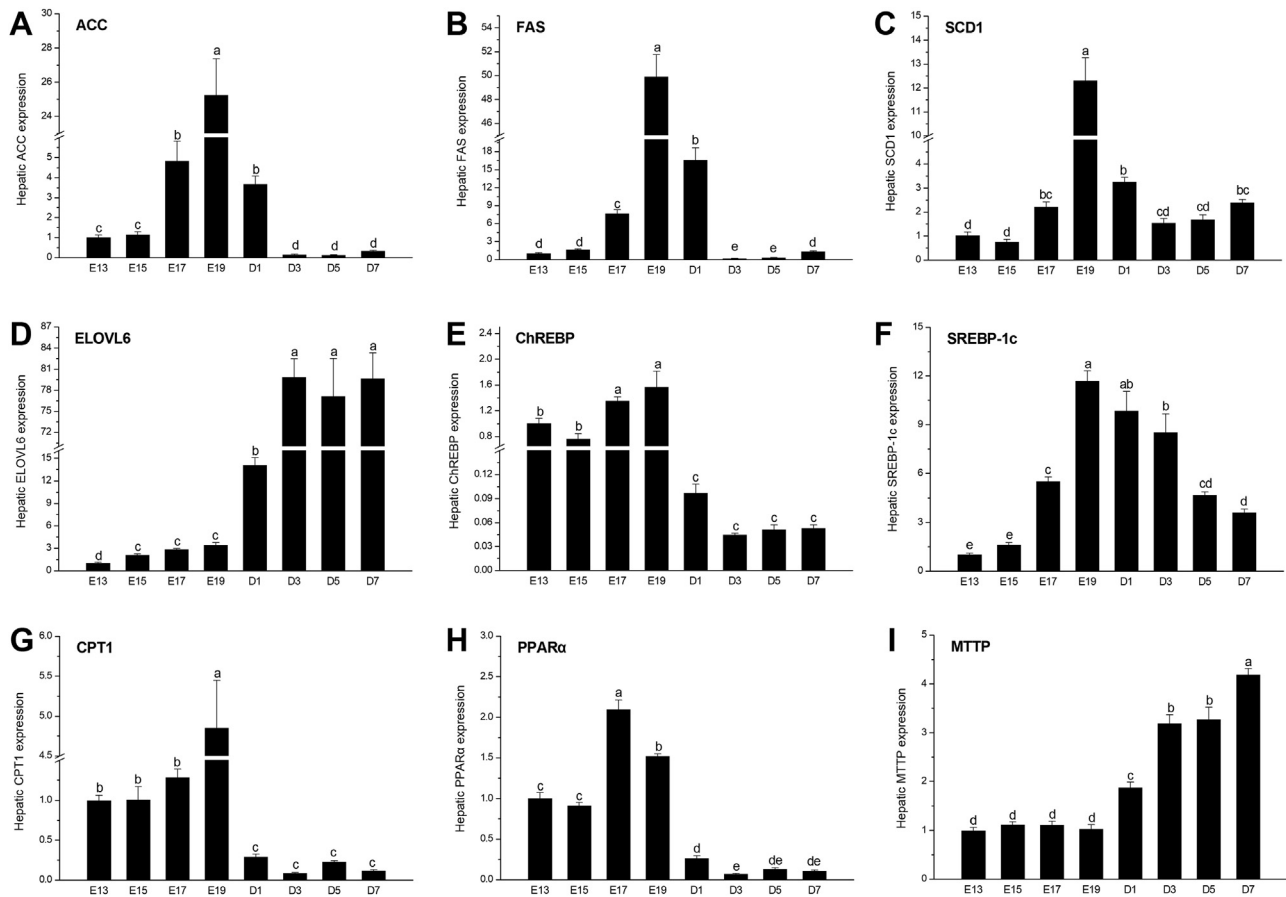 A ACC
Hepatic ACC expression
30
28
26
24
5
4
3
2
1
0
c c b a b d d d
E13 E15 E17 E19 D1 D3 D5 D7
B FAS
Hepatic FAS expression
54
52
50
48
46
18
15
12
9
6
3
0
d d c a b e e d
E13 E15 E17 E19 D1 D3 D5 D7
C SCD1
Hepatic SCD1 expression
15
14
13
12
11
10
5
4
3
2
1
0
d d bc a b cd cd bc
E13 E15 E17 E19 D1 D3 D5 D7
D ELOVL6
Hepatic ELOVL6 expression
87
84
81
78
75
72
15
12
9
6
3
0
d c c c b a a a
E13 E15 E17 E19 D1 D3 D5 D7
E ChREBP
Hepatic ChREBP expression
2.4
2.0
1.6
1.2
0.8
0.12
0.09
0.06
0.03
0.00
b b a a c c c c
E13 E15 E17 E19 D1 D3 D5 D7
F SREBP-1c
Hepatic SREBP-1c expression
15
12
9
6
3
0
e e c a ab b cd d
E13 E15 E17 E19 D1 D3 D5 D7
G CPT1
Hepatic CPT1 expression
6.0
5.5
5.0
4.5
1.5
1.0
0.5
0.0
b b b a c c c c
E13 E15 E17 E19 D1 D3 D5 D7
H PPARα
Hepatic PPARα expression
3.0
2.5
2.0
1.5
1.0
0.5
0.0
c c a b d e de de
E13 E15 E17 E19 D1 D3 D5 D7
I MTTP
Hepatic MTTP expression
5
4
3
2
1
0
d d d d c b b a
E13 E15 E17 E19 D1 D3 D5 D7